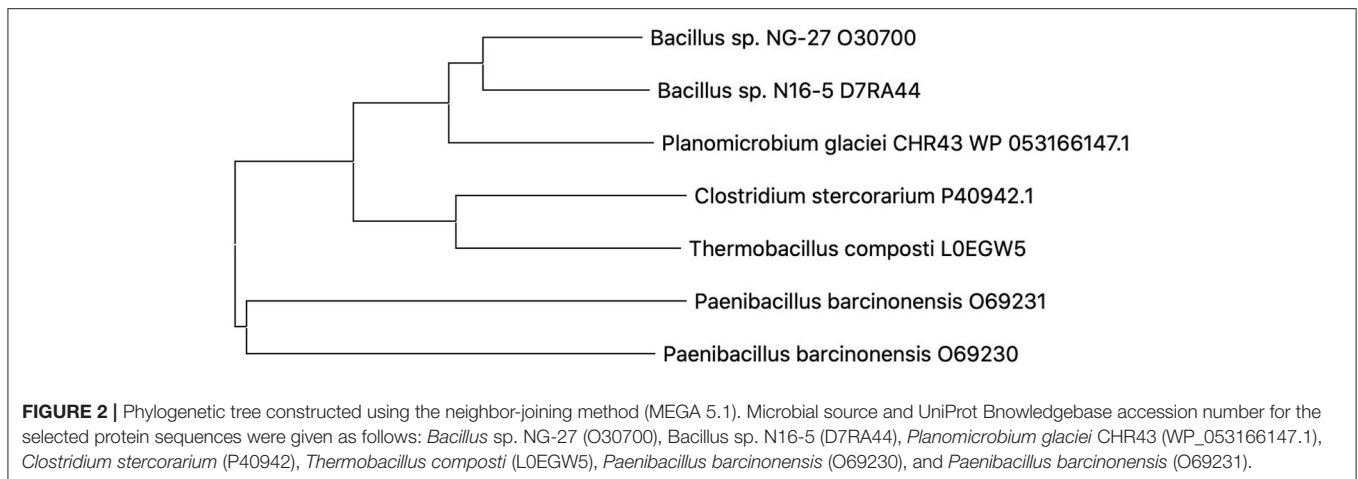 Bacillus sp. NG-27 O30700
Bacillus sp. N16-5 D7RA44
Planomicrobium glaciei CHR43 WP 053166147.1
Clostridium stercorarium P40942.1
Thermobacillus composti L0EGW5
Paenibacillus barcinonensis O69231
Paenibacillus barcinonensis O69230
FIGURE 2 | Phylogenetic tree constructed using the neighbor-joining method (MEGA 5.1). Microbial source and UniProt Bnowledgebase accession number for the
selected protein sequences were given as follows: Bacillus sp. NG-27 (O30700), Bacillus sp. N16-5 (D7RA44), Planomicrobium glaciei CHR43 (WP_053166147.1),
Clostridium stercorarium (P40942), Thermobacillus composti (L0EGW5), Paenibacillus barcinonensis (O69230), and Paenibacillus barcinonensis (O69231).